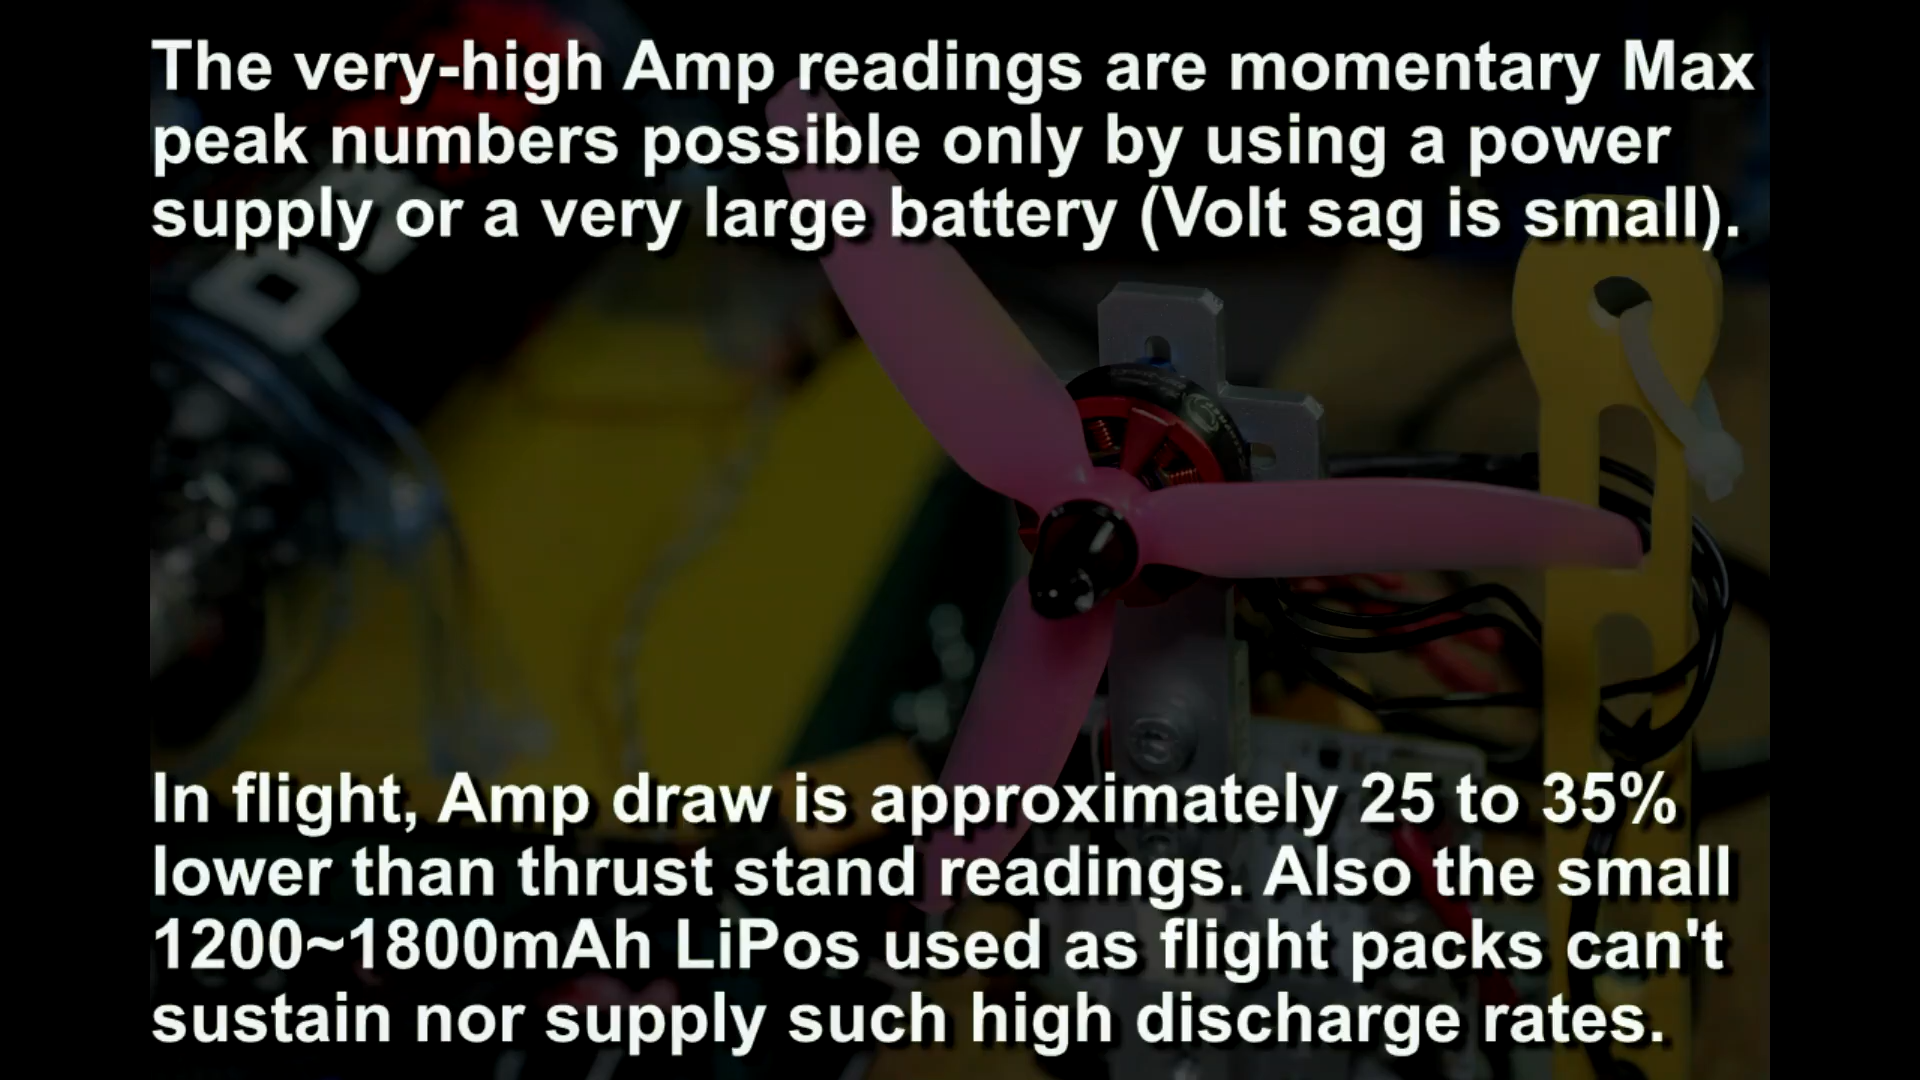 The very-high Amp readings are momentary Max
peak numbers possible only by using a power
supply or a very large battery (Volt sag is small).
In flight, Amp draw is approximately 25 to 35%
lower than thrust stand readings. Also the small
1200~1800mAh LiPos used as flight packs can't
sustain nor supply such high discharge rates.